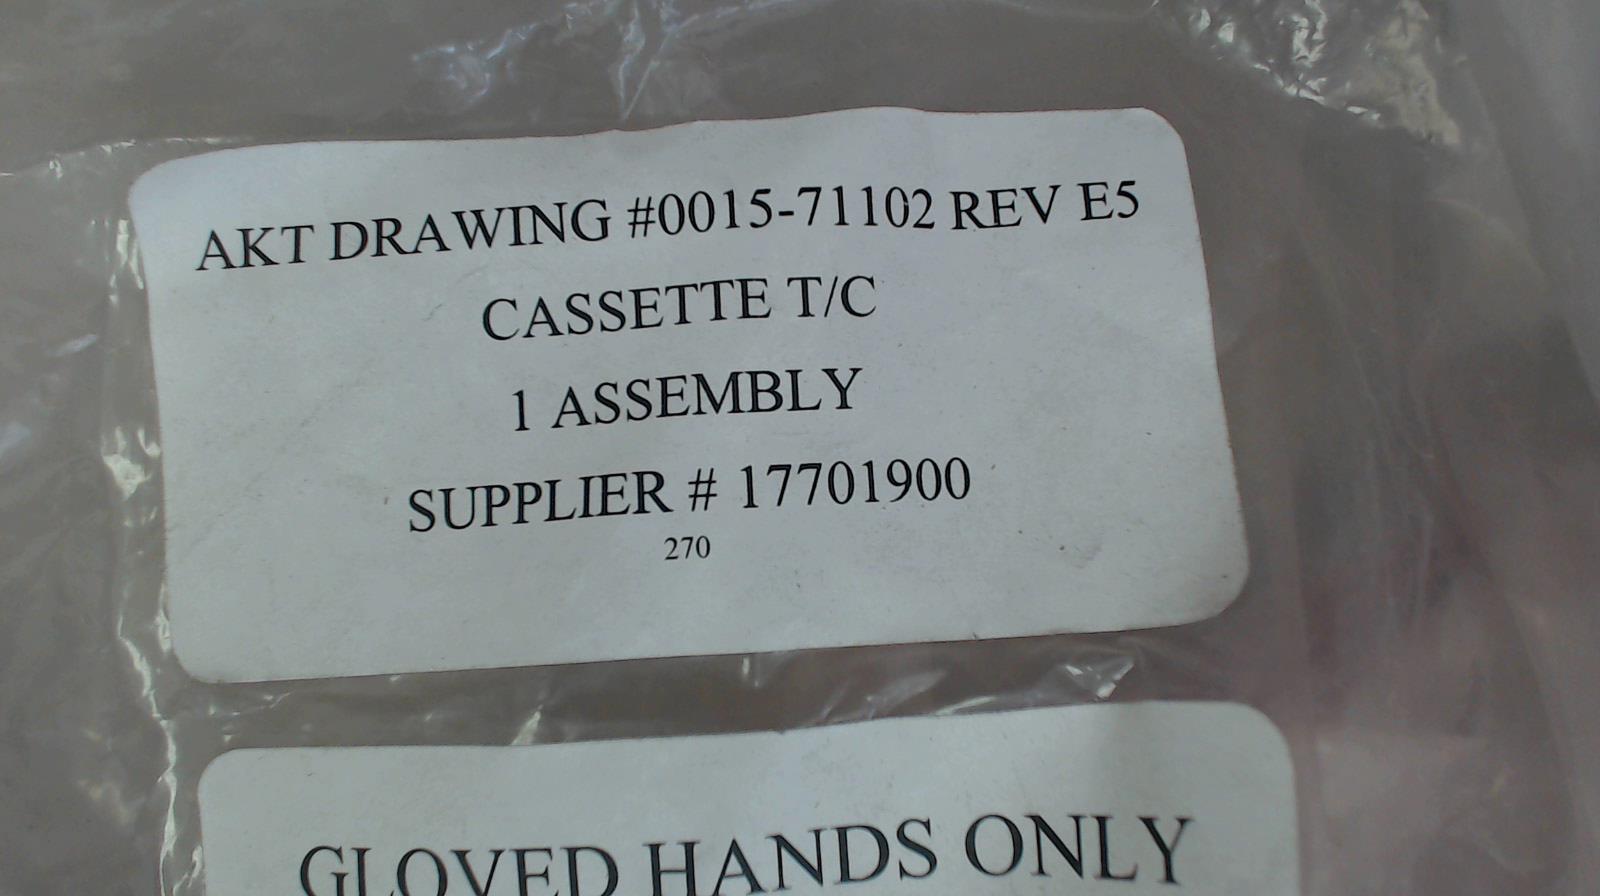 AKT DRAWING #0015-71102 REV E5
CASSETTE T/C
1 ASSEMBLY
SUPPLIER # 17701900
270
GLOVED HANDS ONLY